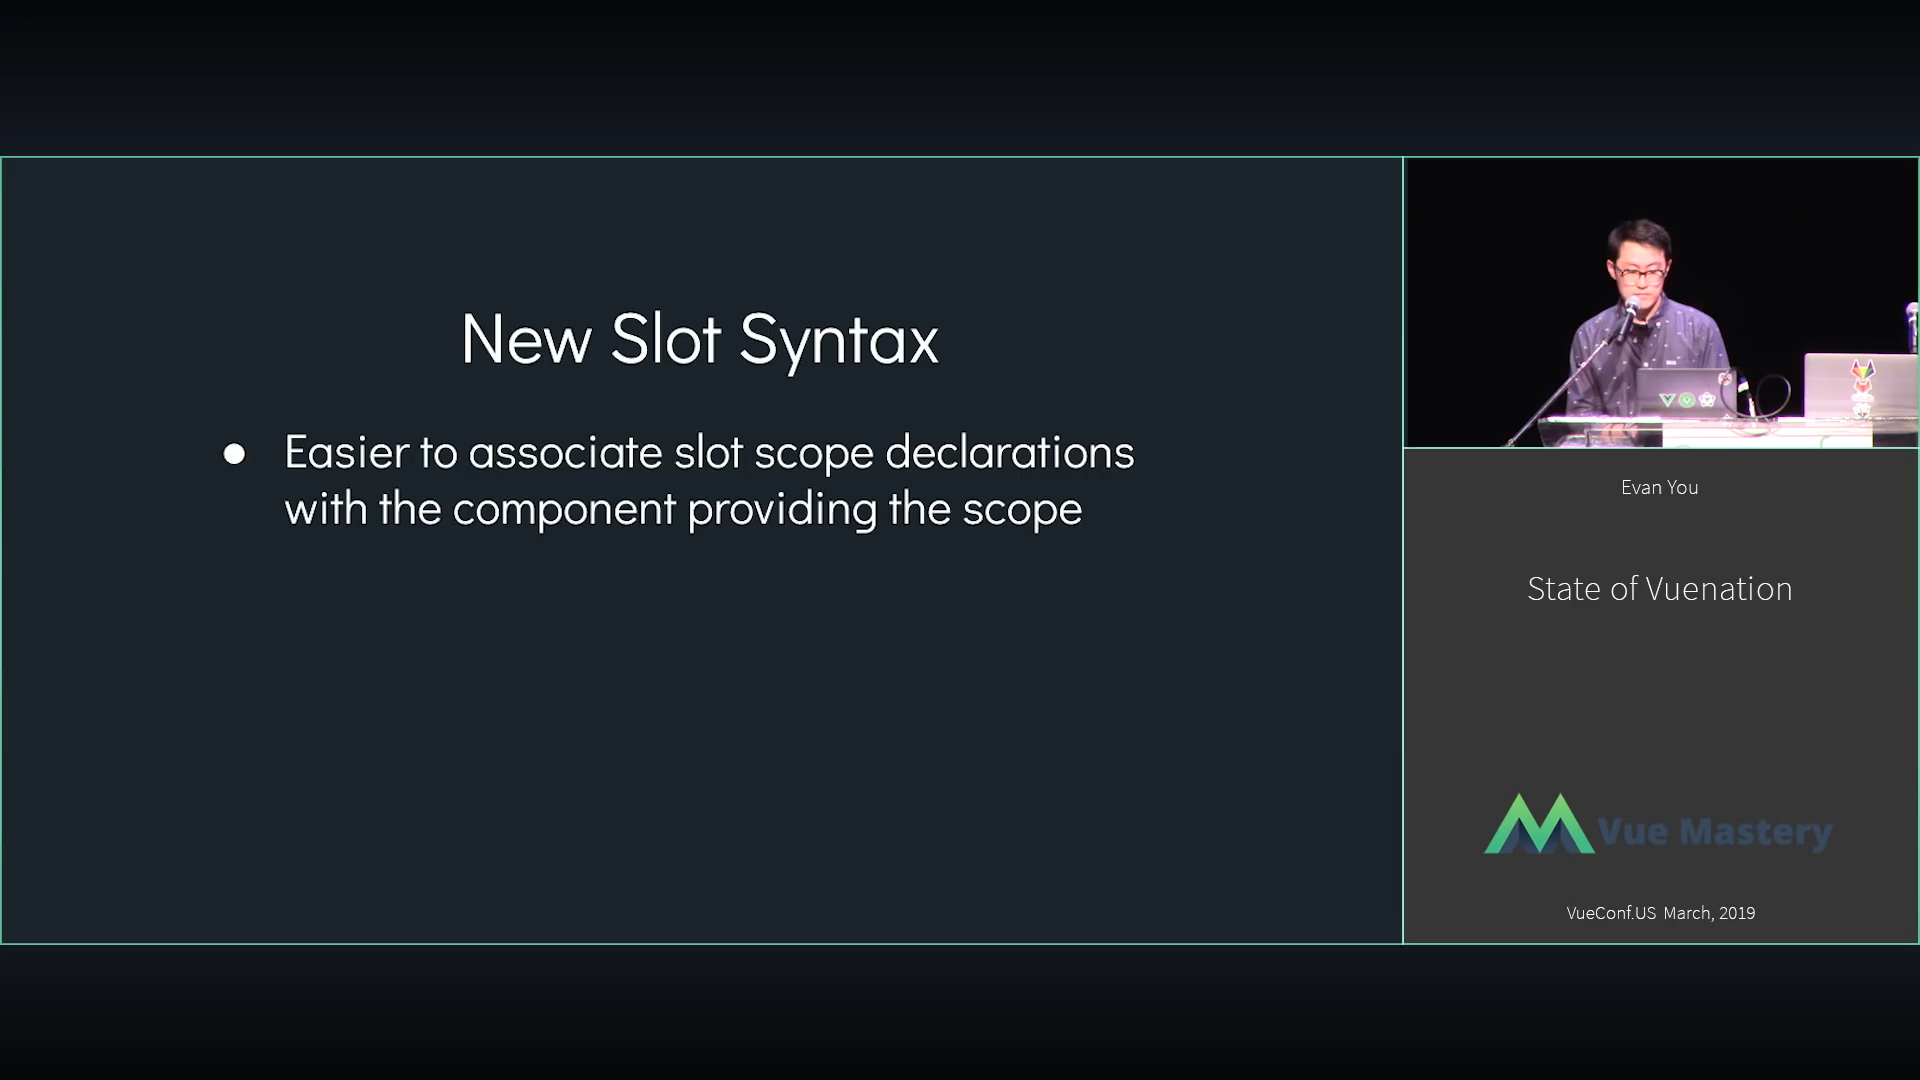 New Slot Syntax
● Easier to associate slot scope declarations
with the component providing the scope
Evan You
State of Vuenation
Vue Mastery
VueConf.US March, 2019